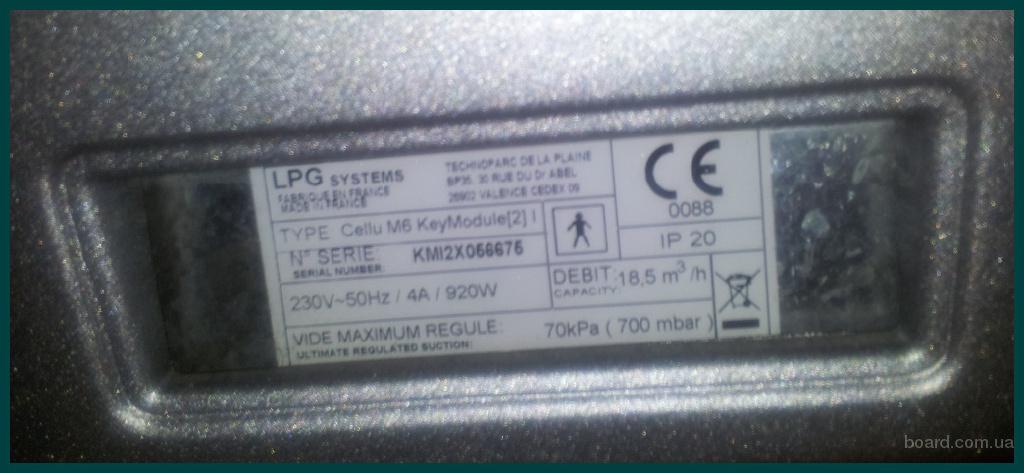 LPG SYSTEMS
FABRIQUE EN FRANCE
MADE IN FRANCE
TECHNOPARC DE LA PLAINE
BP35, 30 RUE DU Dr ABEL
26902 VALENCE CEDEX 09
CE
0088
TYPE Cellu M6 KeyModule[2] I
IP 20
N° SERIE: KMI2X056675
SERIAL NUMBER:
DEBIT: 18,5 m³/h
CAPACITY:
230V~50Hz / 4A / 920W
VIDE MAXIMUM REGULE: 70kPa ( 700 mbar )
ULTIMATE REGULATED SUCTION:
board.com.ua